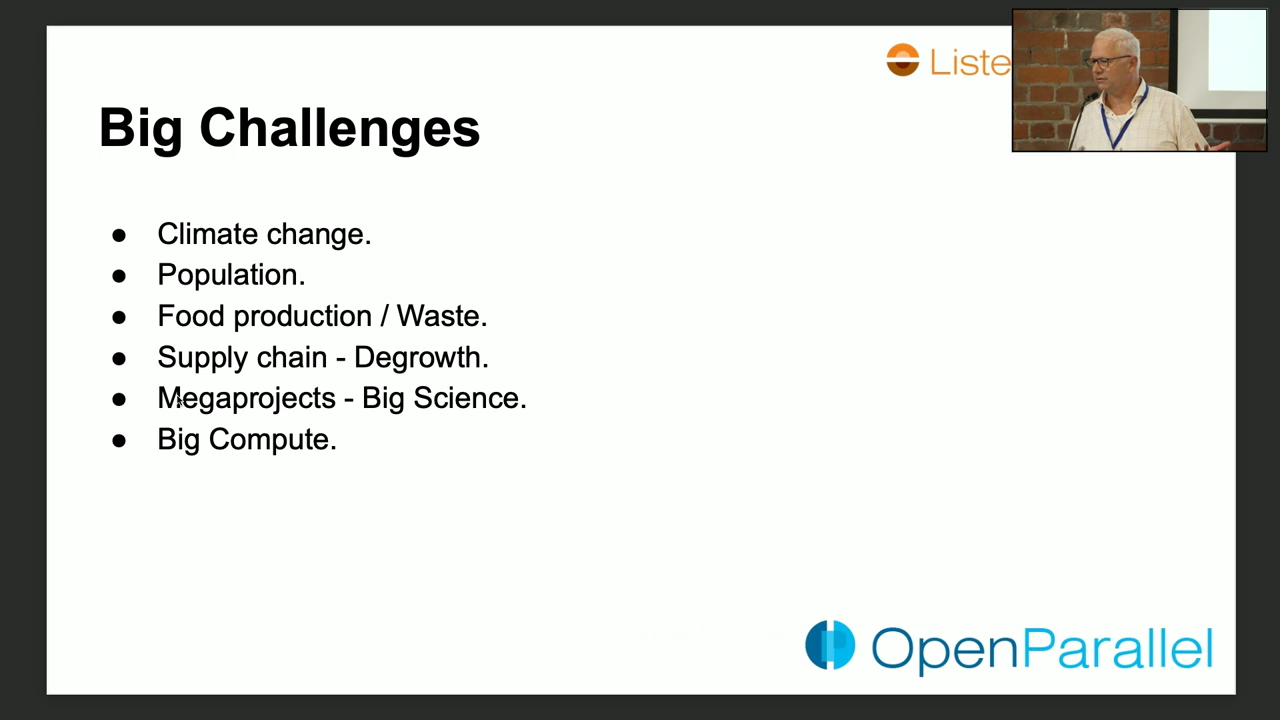 Liste
Big Challenges
● Climate change.
● Population.
● Food production / Waste.
● Supply chain - Degrowth.
● Megaprojects - Big Science.
● Big Compute.
OpenParallel